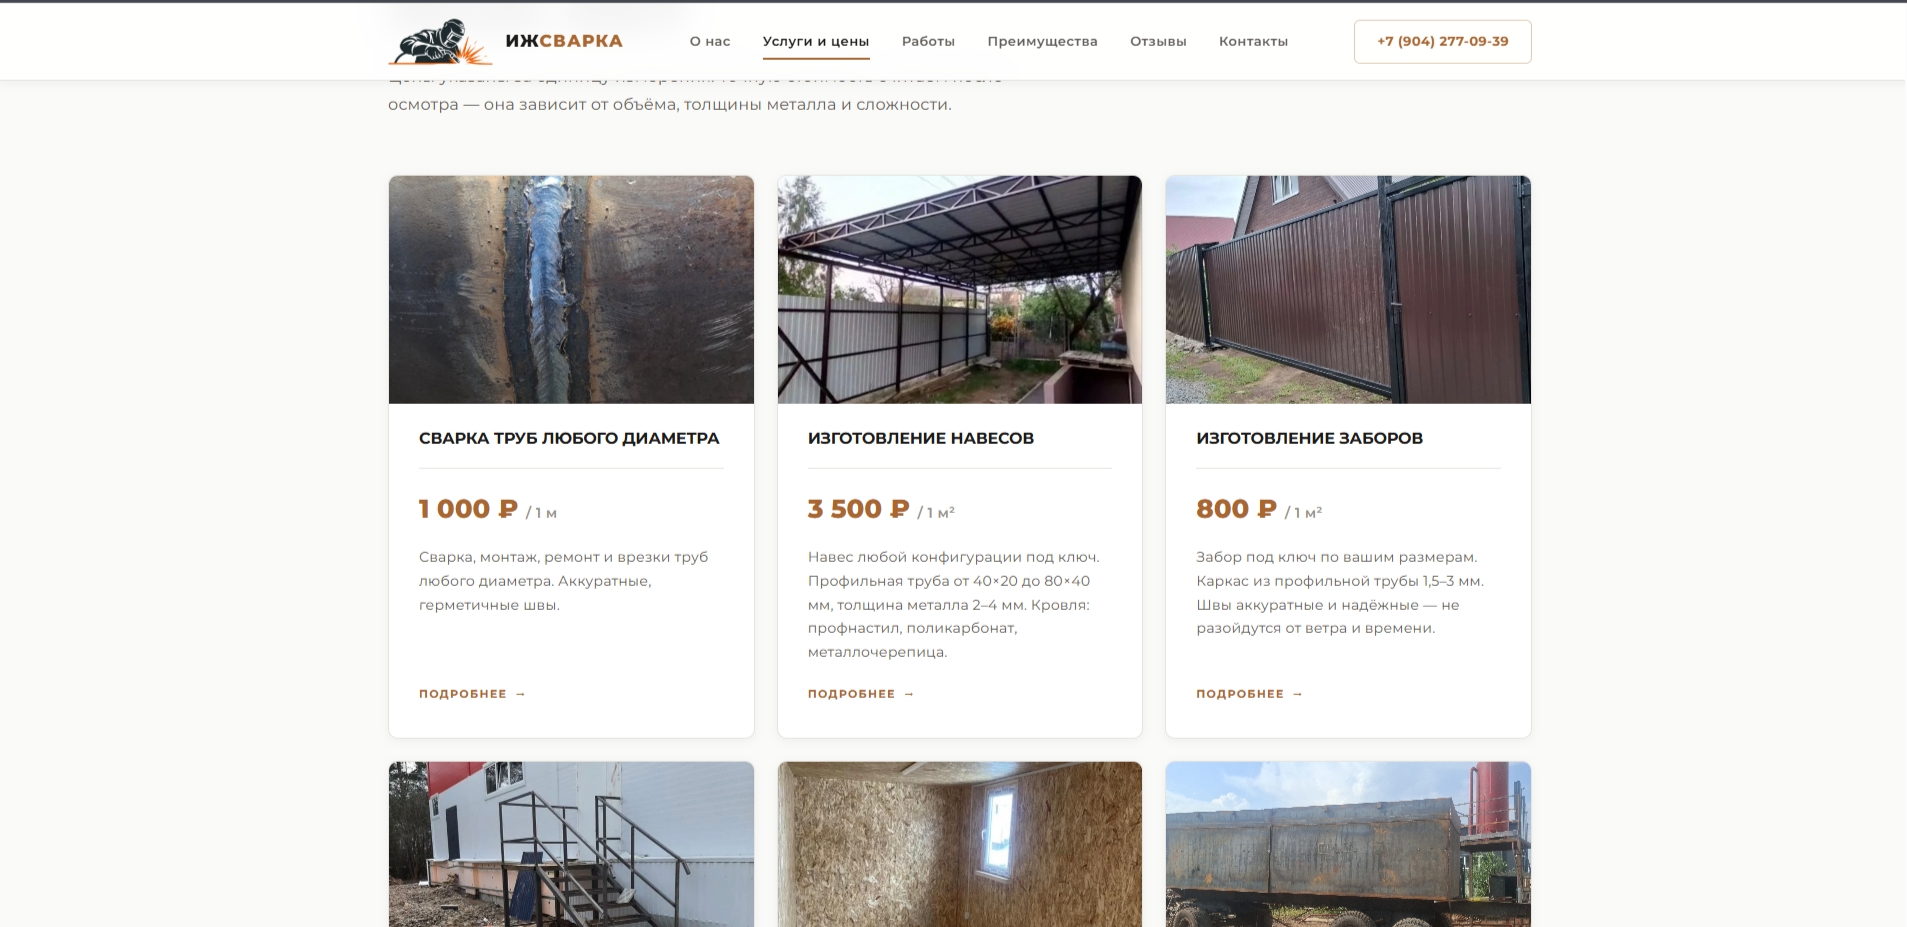 ИЖСВАРКА
О нас
Услуги и цены
Работы
Преимущества
Отзывы
Контакты
+7 (904) 277-09-39
осмотра — она зависит от объёма, толщины металла и сложности.
СВАРКА ТРУБ ЛЮБОГО ДИАМЕТРА
1 000 ₽ / 1 м
Сварка, монтаж, ремонт и врезки труб
любого диаметра. Аккуратные,
герметичные швы.
ПОДРОБНЕЕ →
ИЗГОТОВЛЕНИЕ НАВЕСОВ
3 500 ₽ / 1 м²
Навес любой конфигурации под ключ.
Профильная труба от 40×20 до 80×40
мм, толщина металла 2–4 мм. Кровля:
профнастил, поликарбонат,
металлочерепица.
ПОДРОБНЕЕ →
ИЗГОТОВЛЕНИЕ ЗАБОРОВ
800 ₽ / 1 м²
Забор под ключ по вашим размерам.
Каркас из профильной трубы 1,5–3 мм.
Швы аккуратные и надёжные — не
разойдутся от ветра и времени.
ПОДРОБНЕЕ →